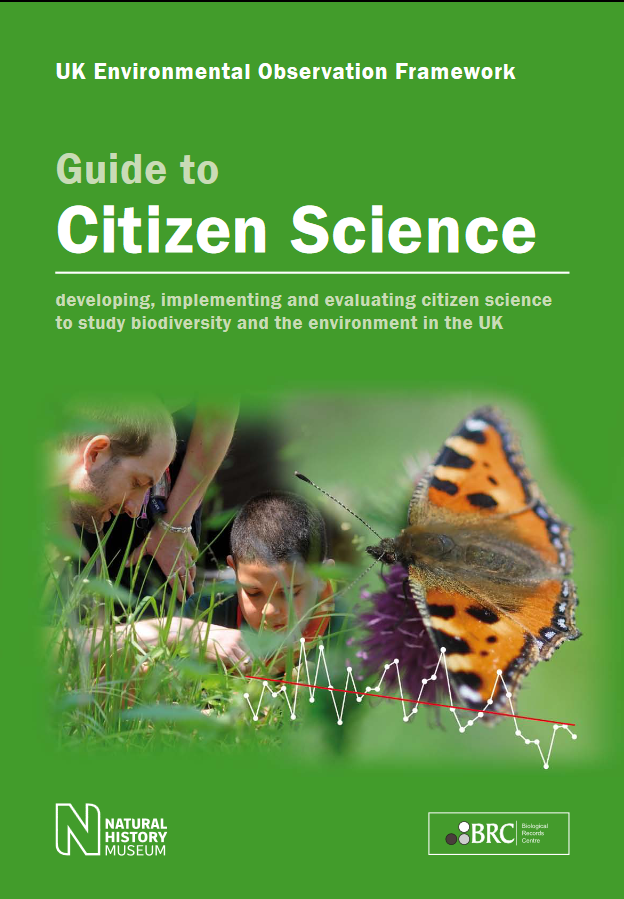 UK Environmental Observation Framework
Guide to
Citizen Science
developing, implementing and evaluating citizen science
to study biodiversity and the environment in the UK
N NATURAL
HISTORY
MUSEUM
BRC
Biological
Records
Centre